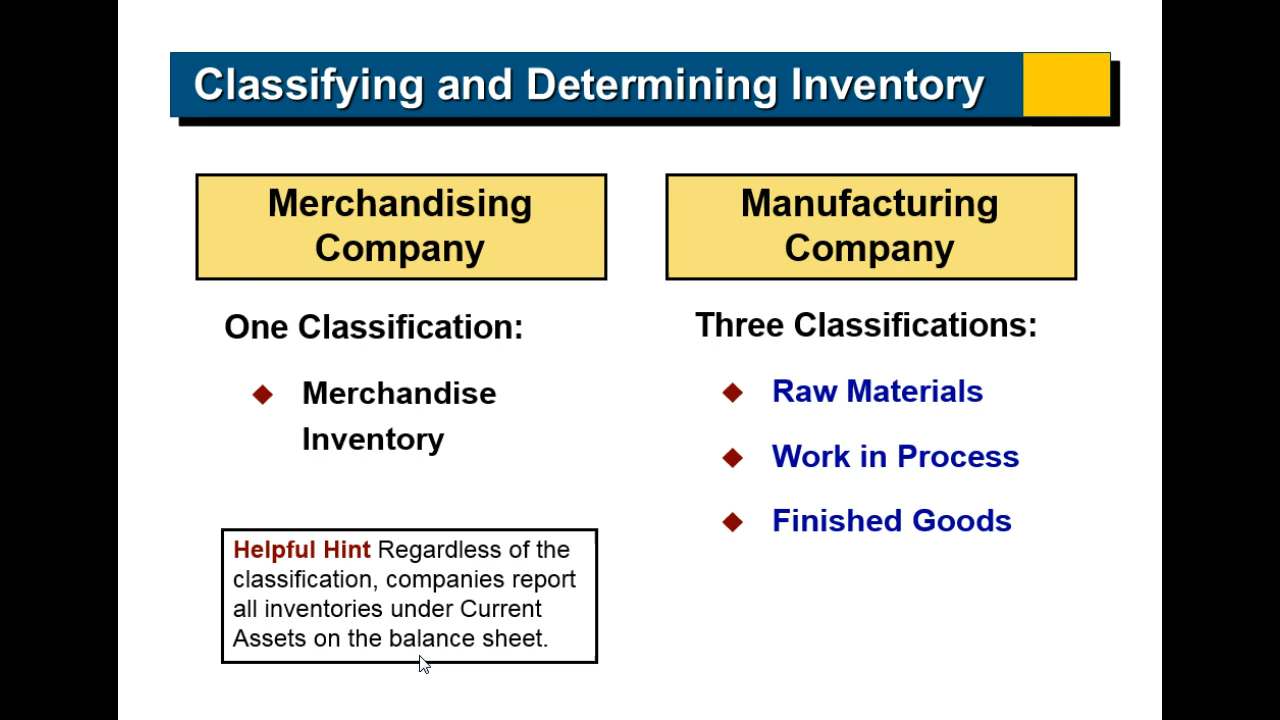 Classifying and Determining Inventory
Merchandising
Company
One Classification:
Merchandise
Inventory
Helpful Hint Regardless of the
classification, companies report
all inventories under Current
Assets on the balance sheet.
Manufacturing
Company
Three Classifications:
Raw Materials
Work in Process
Finished Goods